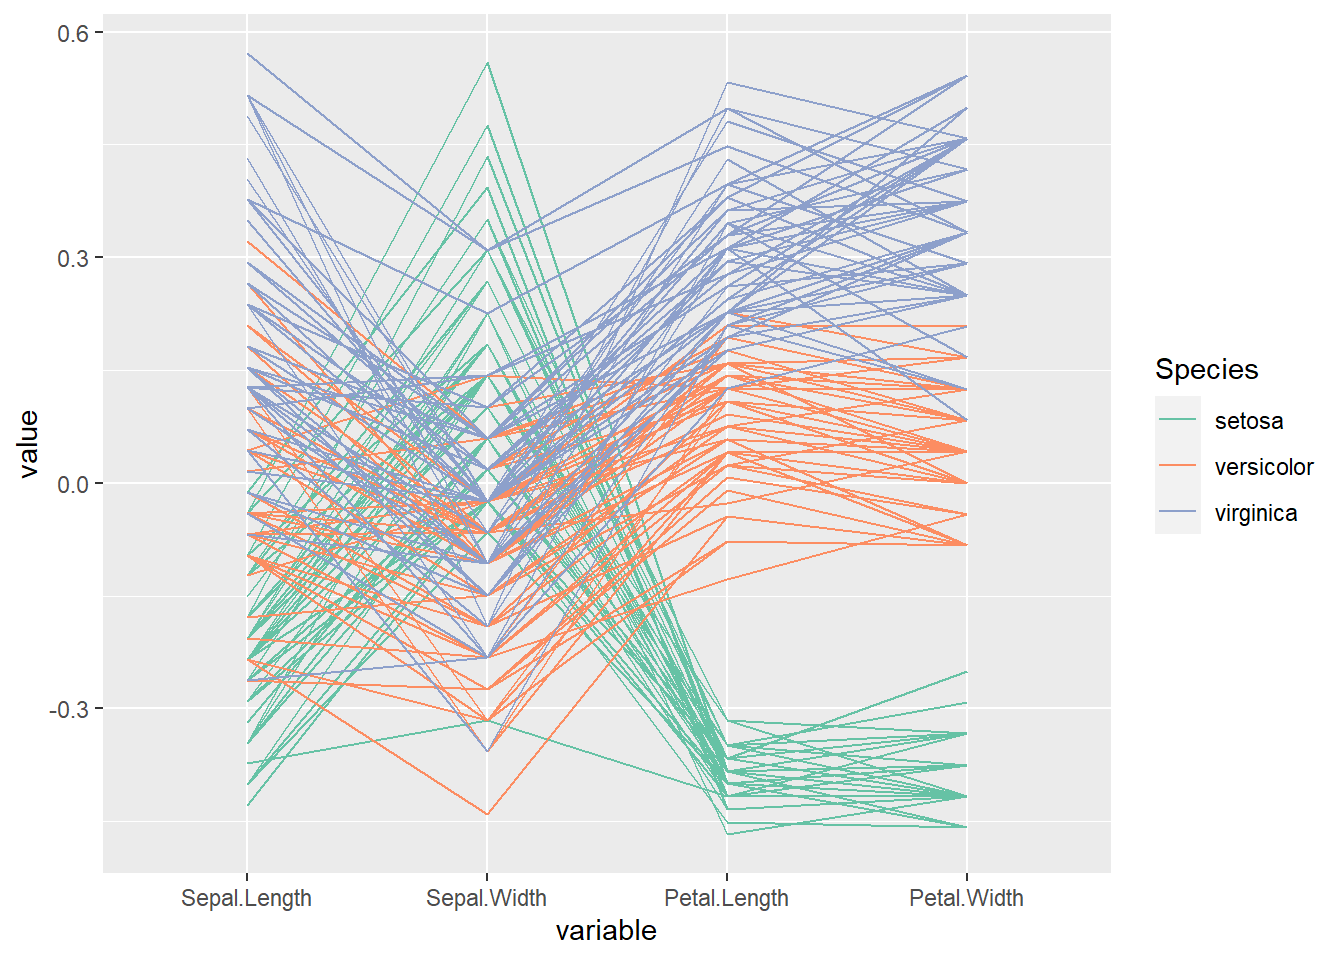 0.6
0.3
0.0
-0.3
value
Sepal.Length
Sepal.Width
Petal.Length
Petal.Width
variable
Species
setosa
versicolor
virginica